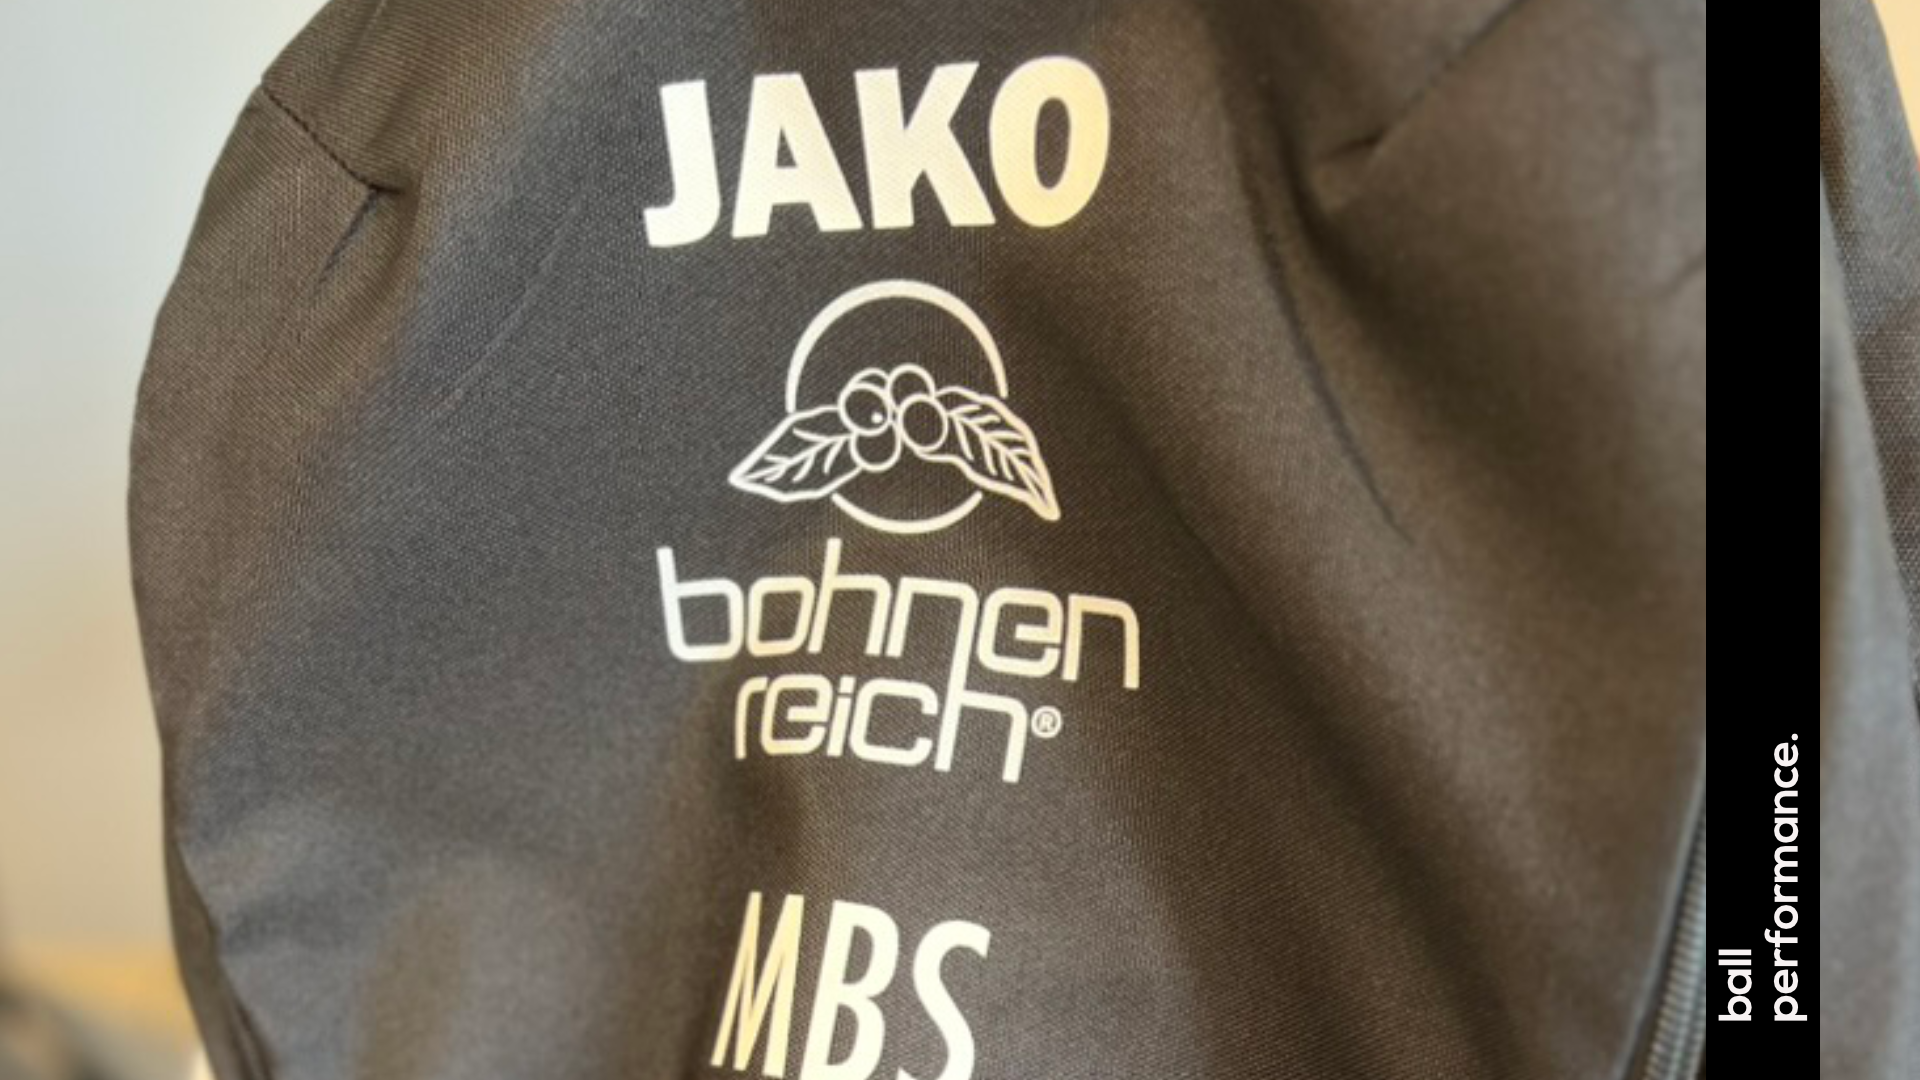 JAKO
bohnen
reich®
MBS
ball
performance.